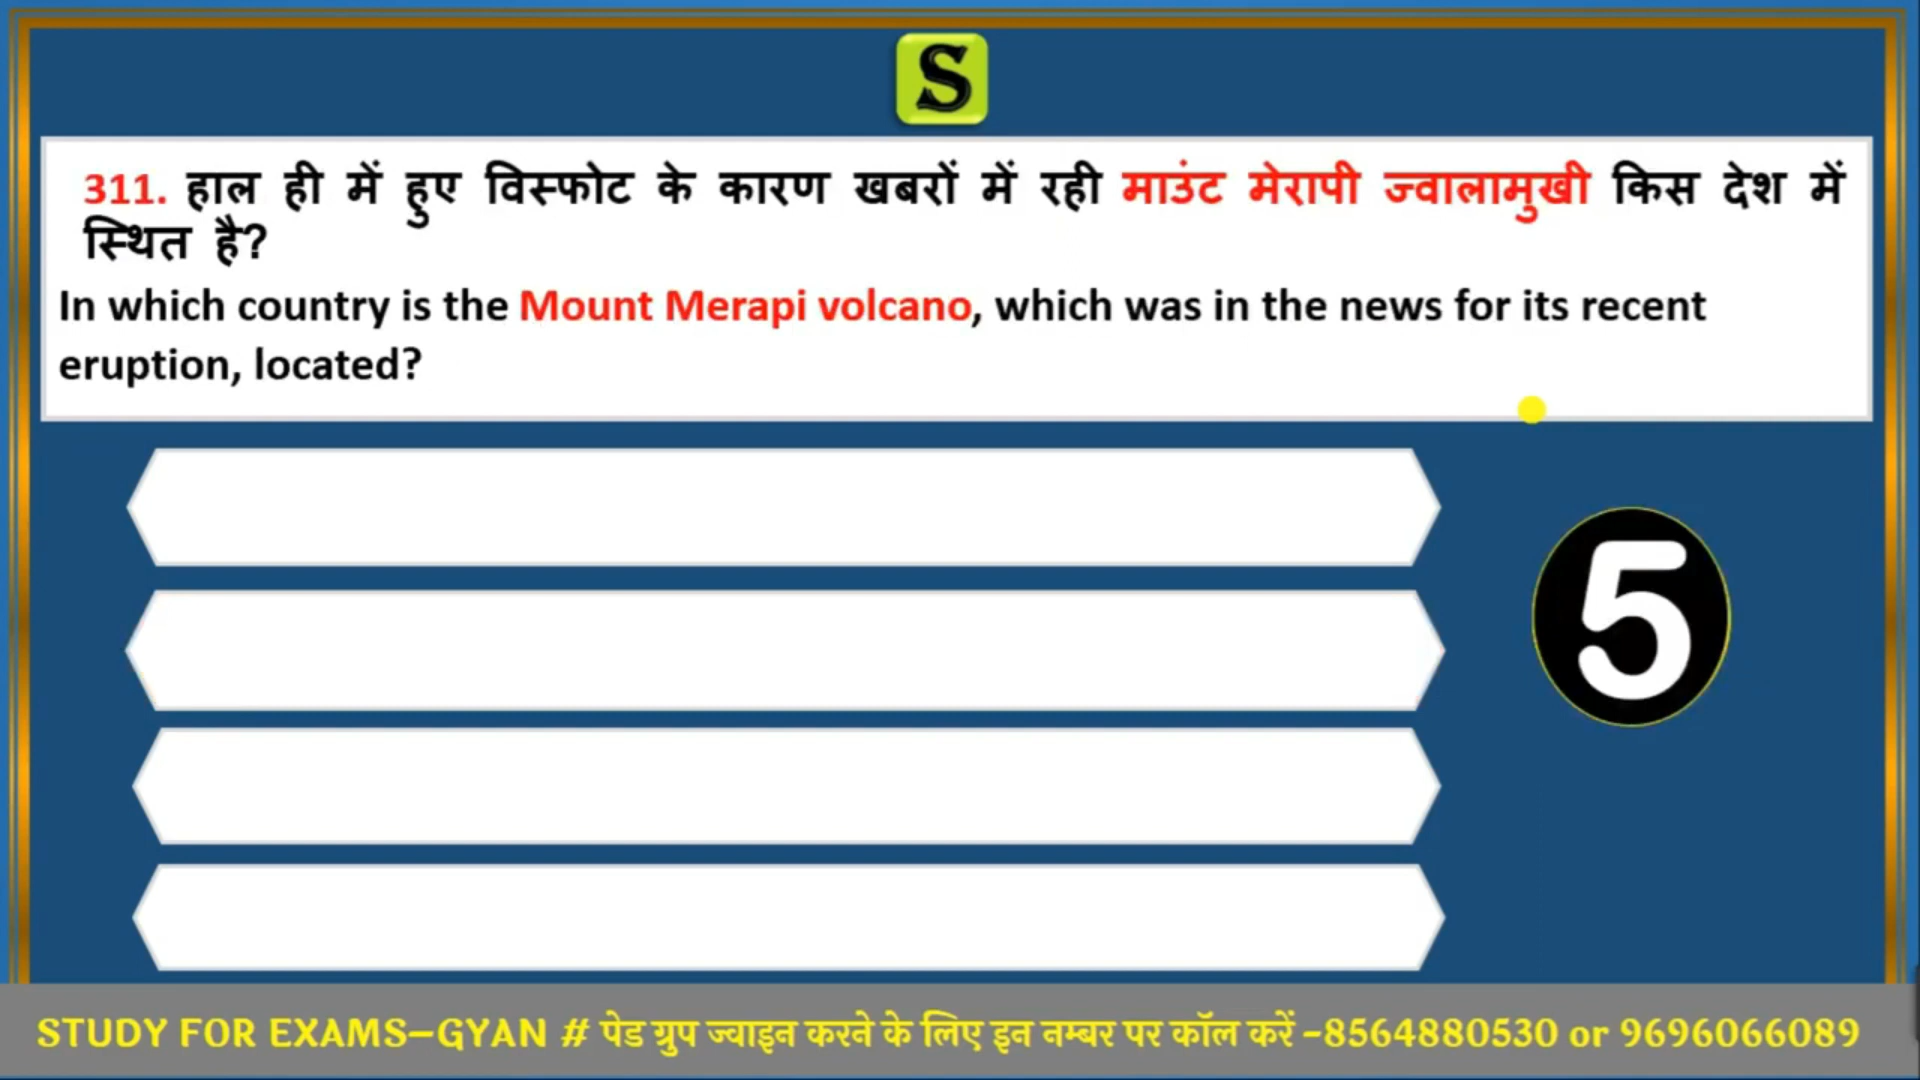 S
311. हाल ही में हुए विस्फोट के कारण खबरों में रही माउंट मेरापी ज्वालामुखी किस देश में
स्थित है?
In which country is the Mount Merapi volcano, which was in the news for its recent
eruption, located?
5
STUDY FOR EXAMS–GYAN # पेड ग्रुप ज्वाइन करने के लिए इन नम्बर पर कॉल करें -8564880530 or 9696066089